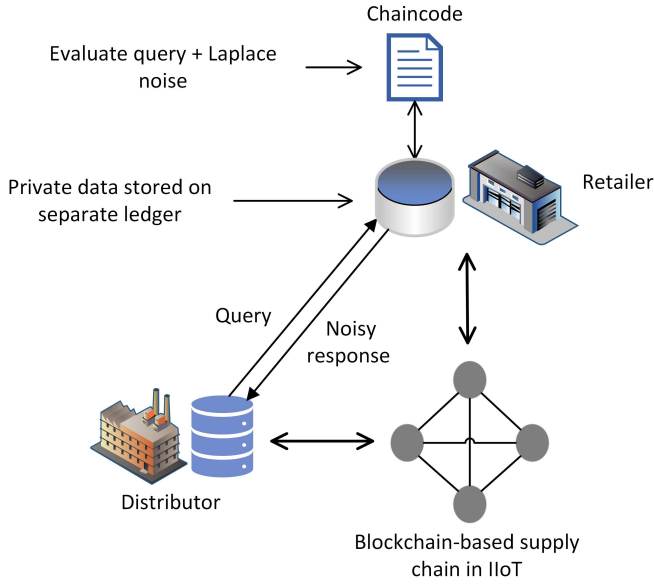 Chaincode
Evaluate query + Laplace
noise
Retailer
Private data stored on
separate ledger
Query
Noisy
response
Distributor
Blockchain-based supply
chain in IIoT